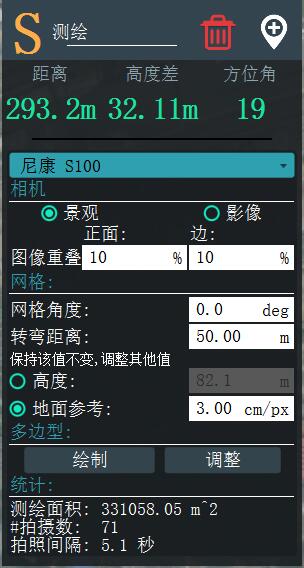 S 测绘
距离 高度差 方位角
293.2m 32.11m 19
尼康 S100
相机
景观 影像
正面: 边:
图像重叠 10 % 10 %
网格:
网格角度: 0.0 deg
转弯距离: 50.00 m
保持该值不变,调整其他值
高度: 82.1 m
地面参考: 3.00 cm/px
多边型:
绘制 调整
统计:
测绘面积: 331058.05 m^2
#拍摄数: 71
拍照间隔: 5.1 秒